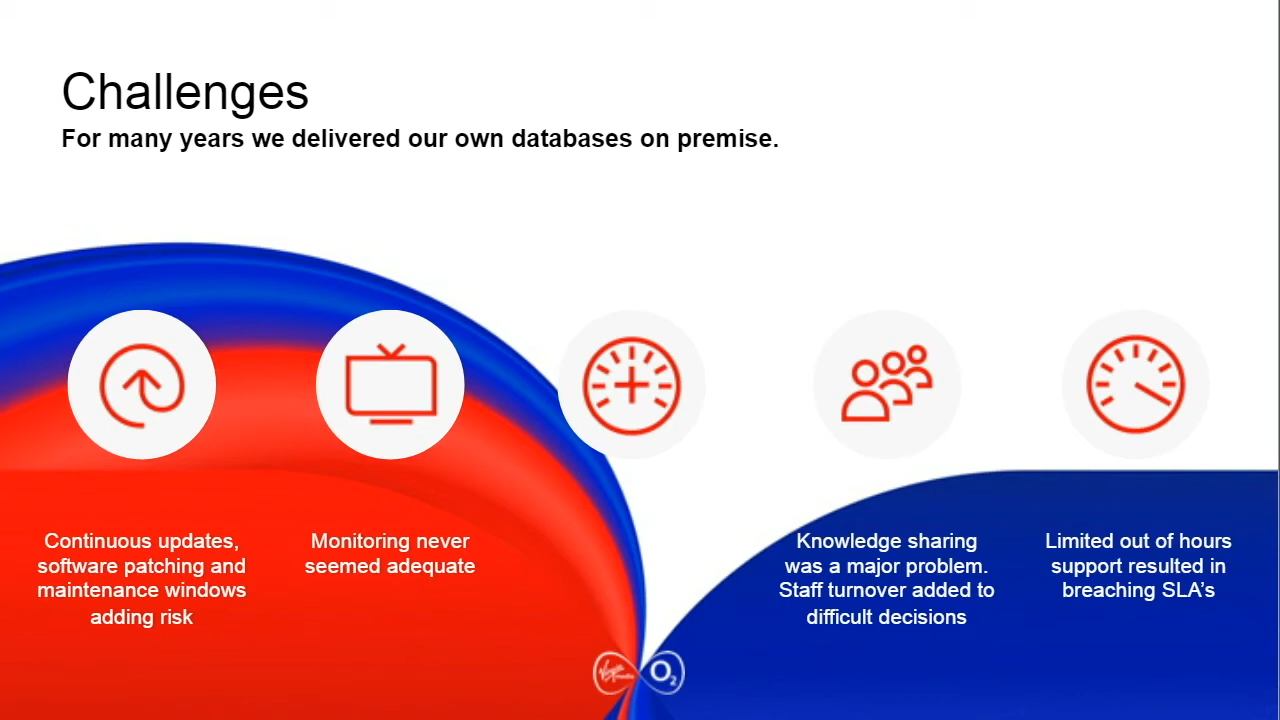 Challenges
For many years we delivered our own databases on premise.
Continuous updates,
software patching and
maintenance windows
adding risk
Monitoring never
seemed adequate
Knowledge sharing
was a major problem.
Staff turnover added to
difficult decisions
Limited out of hours
support resulted in
breaching SLA’s
Virgin media
O2